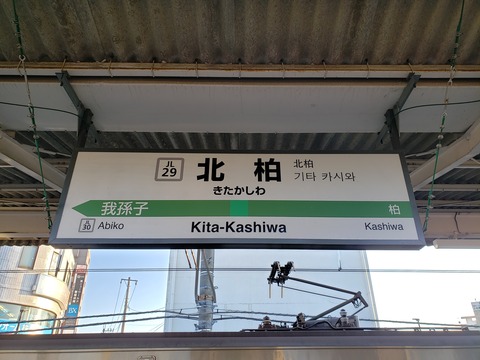 JL
29
北柏
きたかしわ
北柏
기타 카시와
我孫子
柏
JL
30
Abiko
Kita-Kashiwa
Kashiwa